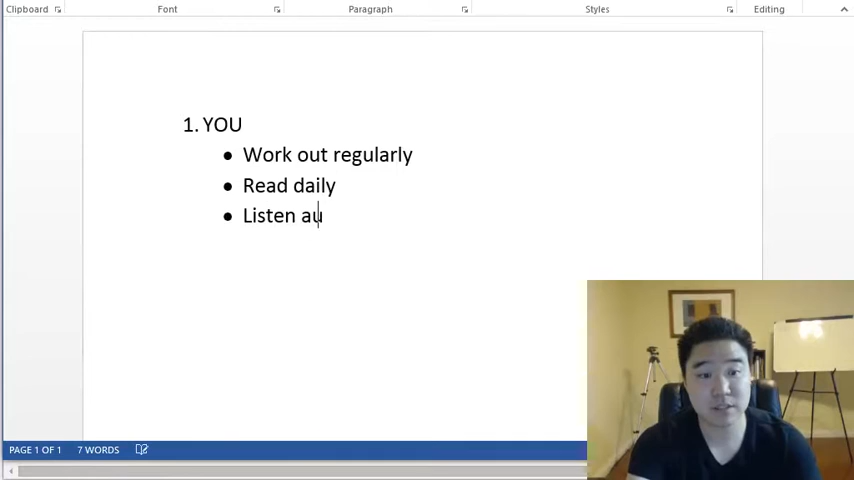 Clipboard Font Paragraph Styles Editing
1. YOU
● Work out regularly
● Read daily
● Listen au
PAGE 1 OF 1 7 WORDS